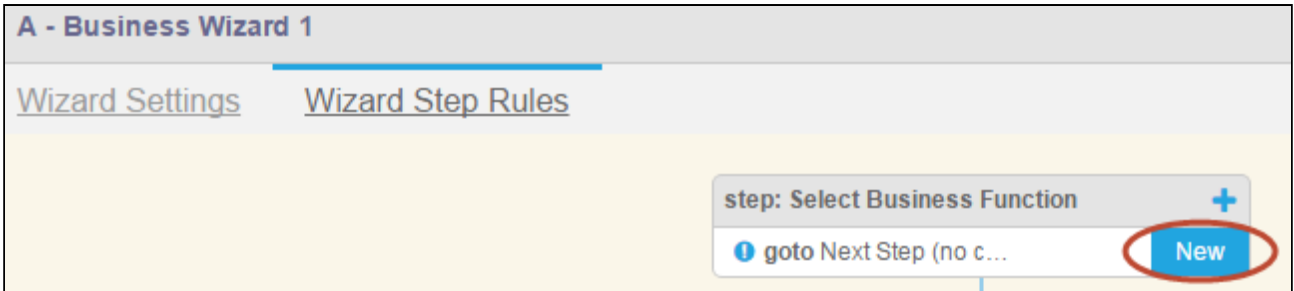 A - Business Wizard 1
Wizard Settings Wizard Step Rules
step: Select Business Function
goto Next Step (no c... New